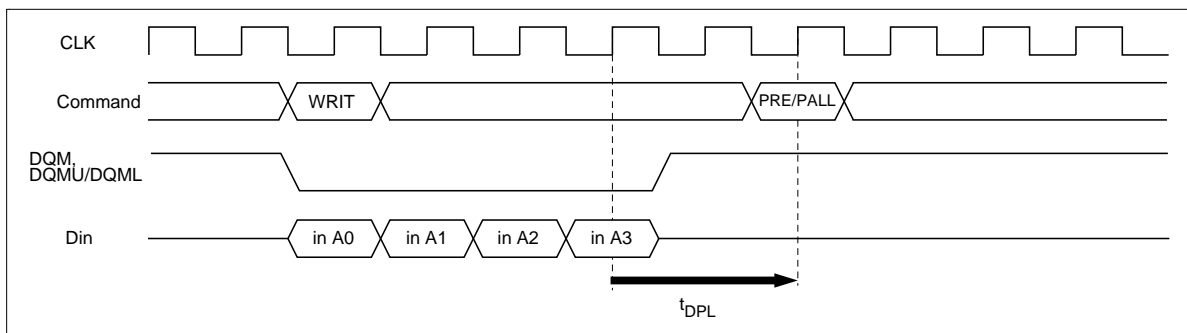 CLK
Command WRIT PRE/PALL
DQM,
DQMU/DQML
Din in A0 in A1 in A2 in A3
tDPL